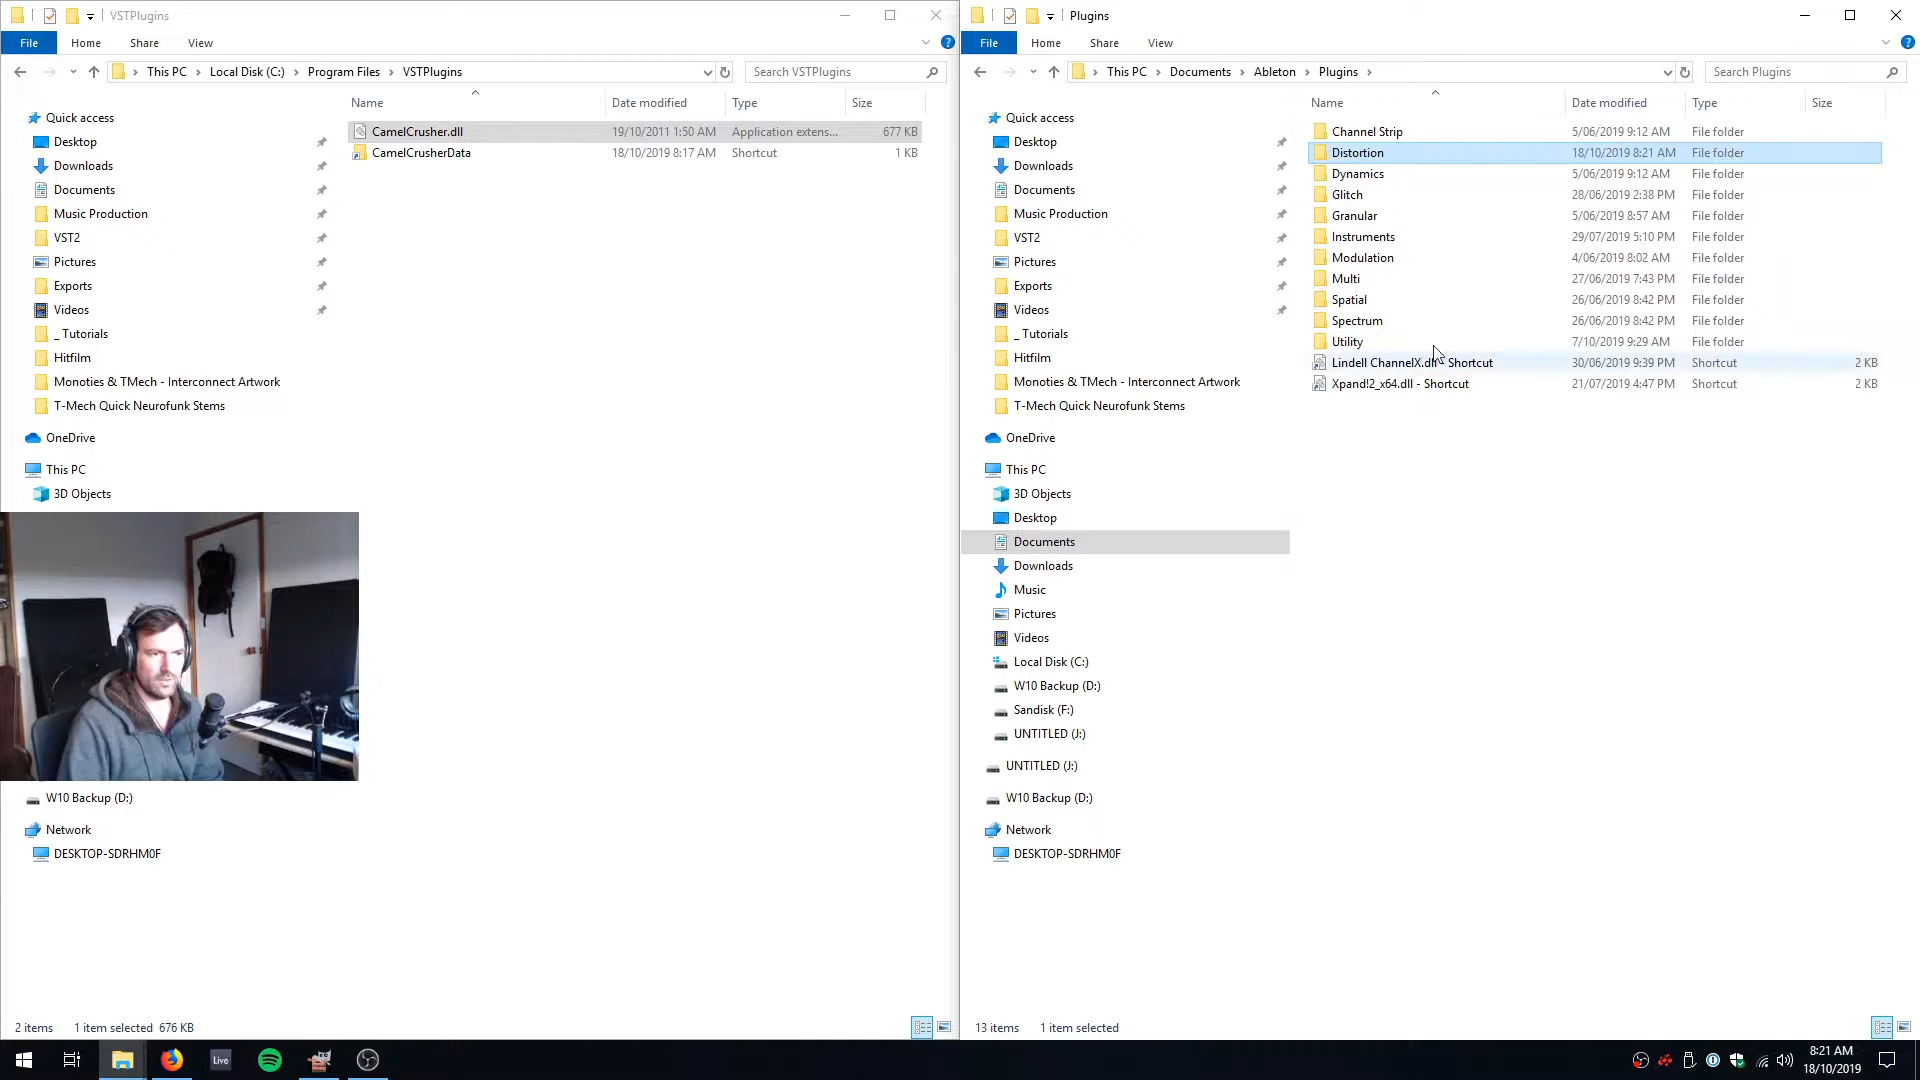 VSTPlugins
File Home Share View
This PC Local Disk (C:) Program Files VSTPlugins
Search VSTPlugins
Name Date modified Type Size
CamelCrusher.dll 19/10/2011 1:50 AM Application extens... 677 KB
CamelCrusherData 18/10/2019 8:17 AM Shortcut 1 KB
Quick access
Desktop
Downloads
Documents
Music Production
VST2
Pictures
Exports
Videos
_ Tutorials
Hitfilm
Monoties & TMech - Interconnect Artwork
T-Mech Quick Neurofunk Stems
OneDrive
This PC
3D Objects
W10 Backup (D:)
Network
DESKTOP-SDRHM0F
2 items 1 item selected 676 KB
Plugins
File Home Share View
This PC Documents Ableton Plugins
Search Plugins
Name Date modified Type Size
Channel Strip 5/06/2019 9:12 AM File folder
Distortion 18/10/2019 8:21 AM File folder
Dynamics 5/06/2019 9:12 AM File folder
Glitch 28/06/2019 2:38 PM File folder
Granular 5/06/2019 8:57 AM File folder
Instruments 29/07/2019 5:10 PM File folder
Modulation 4/06/2019 8:02 AM File folder
Multi 27/06/2019 7:43 PM File folder
Spatial 26/06/2019 8:42 PM File folder
Spectrum 26/06/2019 8:42 PM File folder
Utility 7/10/2019 9:29 AM File folder
Lindell ChannelX.dll - Shortcut 30/06/2019 9:39 PM Shortcut 2 KB
Xpand!2_x64.dll - Shortcut 21/07/2019 4:47 PM Shortcut 2 KB
Quick access
Desktop
Downloads
Documents
Music Production
VST2
Pictures
Exports
Videos
_ Tutorials
Hitfilm
Monoties & TMech - Interconnect Artwork
T-Mech Quick Neurofunk Stems
OneDrive
This PC
3D Objects
Desktop
Documents
Downloads
Music
Pictures
Videos
Local Disk (C:)
W10 Backup (D:)
Sandisk (F:)
UNTITLED (J:)
UNTITLED (J:)
W10 Backup (D:)
Network
DESKTOP-SDRHM0F
13 items 1 item selected
Live
8:21 AM
18/10/2019